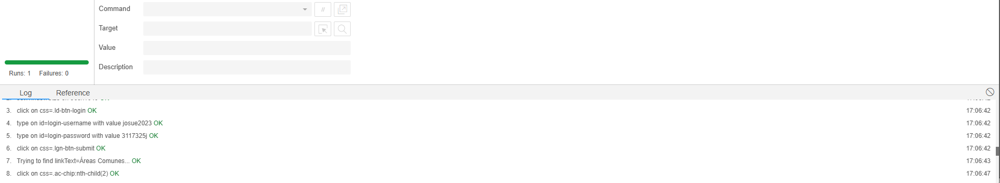 Command
//
Target
Value
Description
Runs: 1 Failures: 0
Log Reference
3. click on css=.ld-btn-login OK 17:06:42
4. type on id=login-username with value josue2023 OK 17:06:42
5. type on id=login-password with value 3117325j OK 17:06:42
6. click on css=.lgn-btn-submit OK 17:06:42
7. Trying to find linkText=Áreas Comunes... OK 17:06:43
8. click on css=.ac-chip:nth-child(2) OK 17:06:47